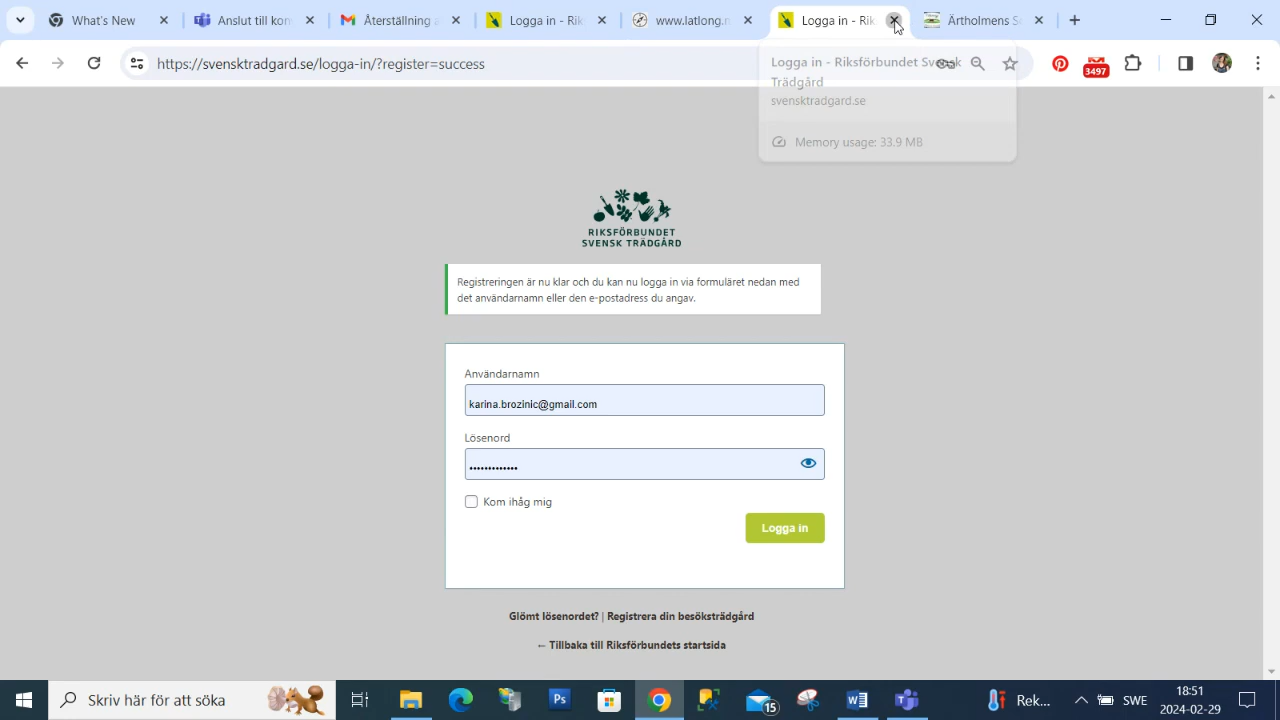 What's New
Anslut till kon
Återställning a
Logga in - Rik
www.latlong.n
Logga in - Rik
Ärtholmens S
https://svensktradgard.se/logga-in/?register=success
3497
Logga in - Riksförbundet Svensk
Trädgård
svensktradgard.se
Memory usage: 33.9 MB
RIKSFÖRBUNDET
SVENSK TRÄDGÅRD
Registreringen är nu klar och du kan nu logga in via formuläret nedan med
det användarnamn eller den e-postadress du angav.
Användarnamn
karina.brozinic@gmail.com
Lösenord
•••••••••••••
Kom ihåg mig
Logga in
Glömt lösenordet? | Registrera din besöksträdgård
← Tillbaka till Riksförbundets startsida
Skriv här för att söka
Ps
15
Rek...
SWE
18:51
2024-02-29